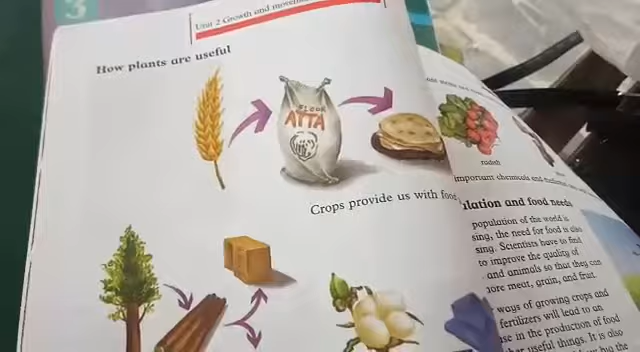 3
Unit 2 Growth and movement
How plants are useful
FLOUR
ATTA
radish
important chemicals and
Crops provide us with food
ulation and food needs
population of the world is
sing, the need for food is also
sing. Scientists have to find
to improve the quality of
and animals so that they can
more meat, grain, and fruit.
ways of growing crops and
fertilizers will lead to an
se in the production of food
her useful things. It is also